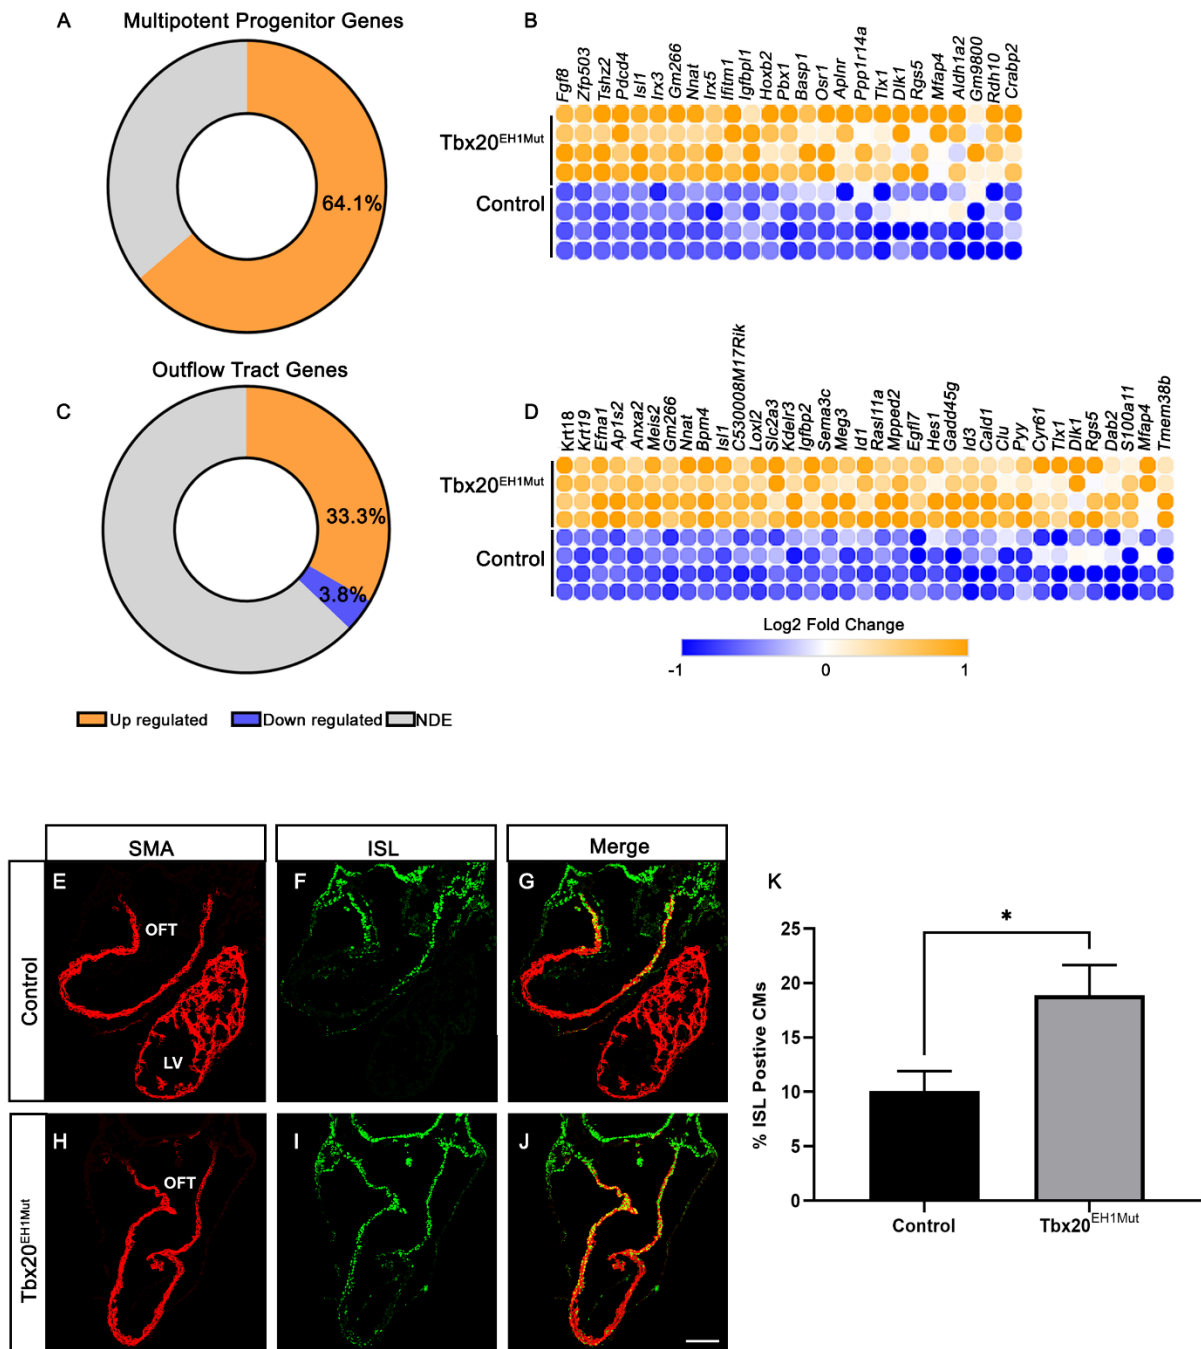 A
Multipotent Progenitor Genes
64.1%
B
Fgf8 Zfp503 Tshz2 Pdcd4 Isl1 Irx3 Gm266 Nnat Irx5 Ifitm1 Igfbpl1 Hoxb2 Pbx1 Basp1 Osr1 Aplnr Ppp1r14a Tlx1 Dlk1 Rgs5 Mfap4 Aldh1a2 Gm9800 Rdh10 Crabp2
Tbx20EH1Mut
Control
Outflow Tract Genes
C
33.3%
3.8%
D
Krt18 Krt19 Efna1 Ap1s2 Anxa2 Meis2 Gm266 Nnat Bpm4 Isl1 C530008M17Rik Loxl2 Slc2a3 Kdelr3 Igfbp2 Sema3c Meg3 Id1 Rasl11a Mpped2 Egfl7 Hes1 Gadd45g Id3 Cald1 Clu Pyy Cyr61 Tlx1 Dlk1 Rgs5 Dab2 S100a11 Mfap4 Tmem38b
Tbx20EH1Mut
Control
Log2 Fold Change
-1 0 1
Up regulated Down regulated NDE
SMA ISL Merge
Control
E OFT LV
F
G
Tbx20EH1Mut
H OFT
I
J
K
*
% ISL Postive CMs
25
20
15
10
5
0
Control Tbx20EH1Mut